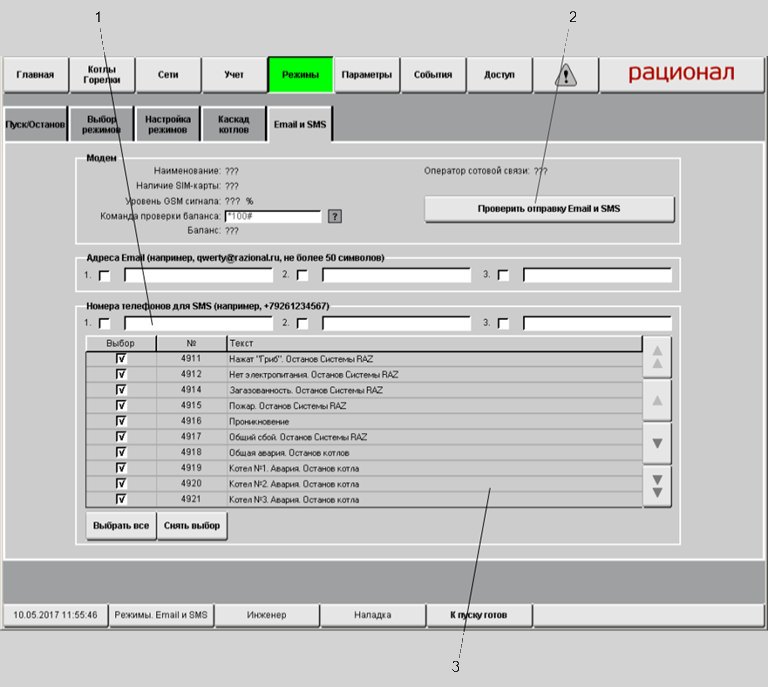 1 2
Главная Котлы Горелки Сети Учет Режимы Параметры События Доступ рационал
Пуск/Останов Выбор режимов Настройка режимов Каскад котлов Email и SMS
Модем
Наименование: ??? Оператор сотовой связи: ???
Наличие SIM-карты: ???
Уровень GSM сигнала: ??? % Проверить отправку Email и SMS
Команда проверки баланса: *100# ?
Баланс: ???
Адреса Email (например, qwerty@razional.ru, не более 50 символов)
1. 2. 3.
Номера телефонов для SMS (например, +79261234567)
1. 2. 3.
Выбор № Текст
4911 Нажат "Гриб". Останов Системы RAZ
4912 Нет электропитания. Останов Системы RAZ
4914 Загазованность. Останов Системы RAZ
4915 Пожар. Останов Системы RAZ
4916 Проникновение
4917 Общий сбой. Останов Системы RAZ
4918 Общая авария. Останов котлов
4919 Котел №1. Авария. Останов котла
4920 Котел №2. Авария. Останов котла
4921 Котел №3. Авария. Останов котла
Выбрать все Снять выбор
10.05.2017 11:55:46 Режимы. Email и SMS Инженер Наладка К пуску готов
3